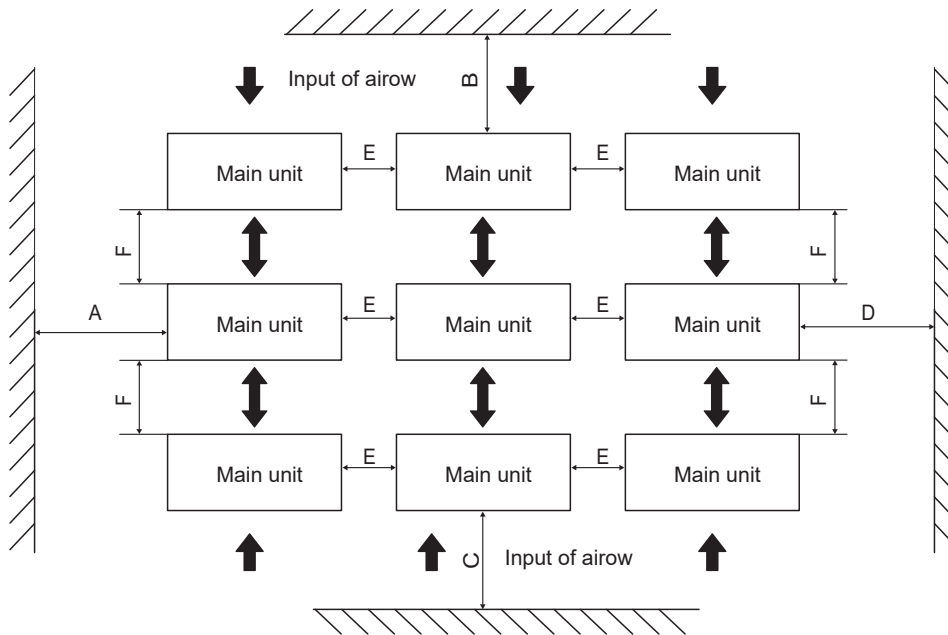 Input of airow
B
Main unit E Main unit E Main unit
F F
A Main unit E Main unit E Main unit D
F F
Main unit E Main unit E Main unit
C Input of airow